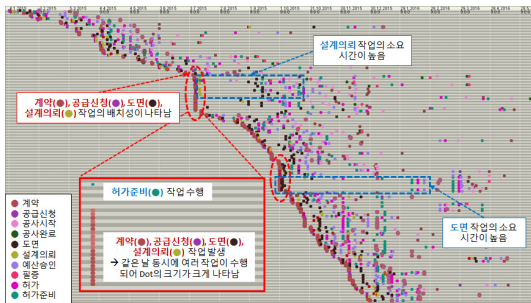 설계의뢰 작업의 소요
시간이 높음
계약(●), 공급신청(●), 도면(●),
설계의뢰(●) 작업의 배치성이 나타남
허가준비(●) 작업 수행
계약(●), 공급신청(●), 도면(●),
설계의뢰(●) 작업 발생
→ 같은 날 동시에 여러 작업이 수행
되어 Dot의 크기가 크게 나타남
도면 작업의 소요
시간이 높음
계약
공급신청
공사시작
공사완료
도면
설계의뢰
예산승인
허가
허가준비